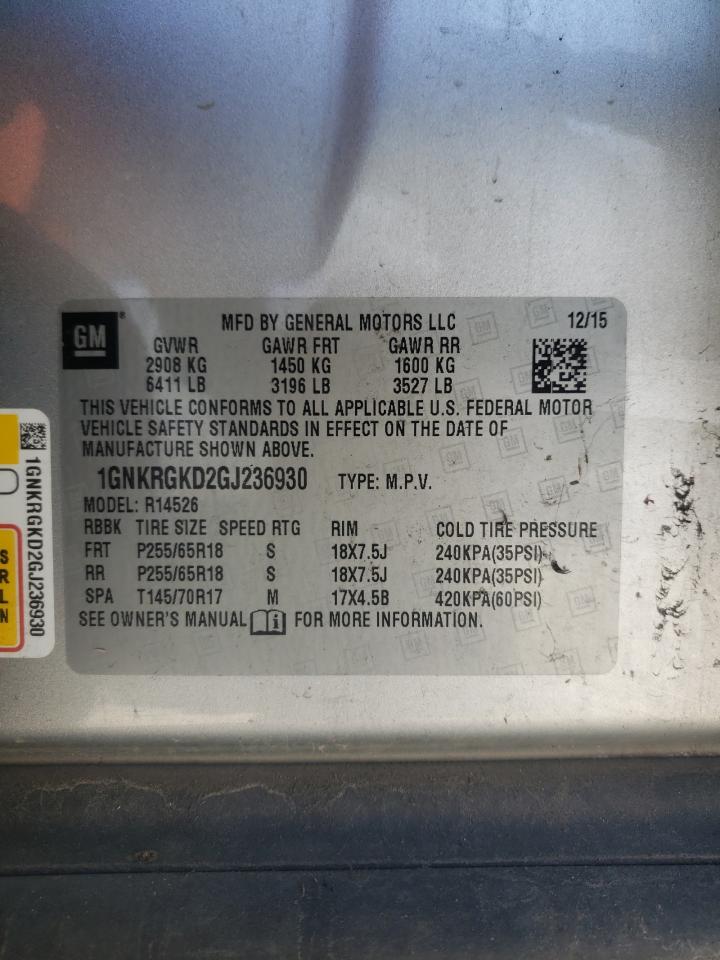 GM
MFD BY GENERAL MOTORS LLC 12/15
GVWR GAWR FRT GAWR RR
2908 KG 1450 KG 1600 KG
6411 LB 3196 LB 3527 LB
THIS VEHICLE CONFORMS TO ALL APPLICABLE U.S. FEDERAL MOTOR
VEHICLE SAFETY STANDARDS IN EFFECT ON THE DATE OF
MANUFACTURE SHOWN ABOVE.
1GNKRGKD2GJ236930 TYPE: M.P.V.
MODEL: R14526
RBBK TIRE SIZE SPEED RTG RIM COLD TIRE PRESSURE
FRT P255/65R18 S 18X7.5J 240KPA(35PSI)
RR P255/65R18 S 18X7.5J 240KPA(35PSI)
SPA T145/70R17 M 17X4.5B 420KPA(60PSI)
SEE OWNER'S MANUAL FOR MORE INFORMATION.
1GNKRGKD2GJ236930
S
R
L
N